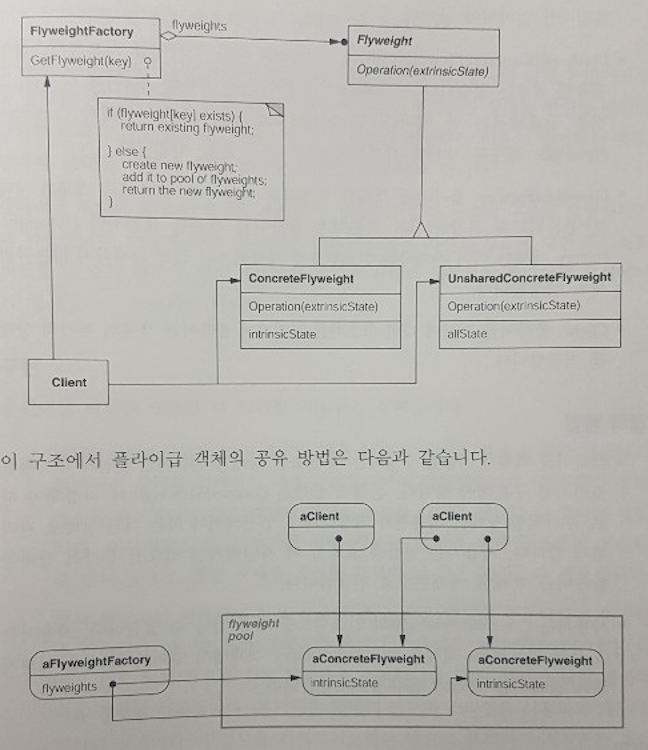 FlyweightFactory
GetFlyweight(key)
flyweights
Flyweight
Operation(extrinsicState)
if (flyweight[key] exists) {
return existing flyweight;
} else {
create new flyweight;
add it to pool of flyweights;
return the new flyweight;
}
ConcreteFlyweight
Operation(extrinsicState)
intrinsicState
UnsharedConcreteFlyweight
Operation(extrinsicState)
allState
Client
이 구조에서 플라이급 객체의 공유 방법은 다음과 같습니다.
aClient
aClient
flyweight
pool
aFlyweightFactory
flyweights
aConcreteFlyweight
intrinsicState
aConcreteFlyweight
intrinsicState